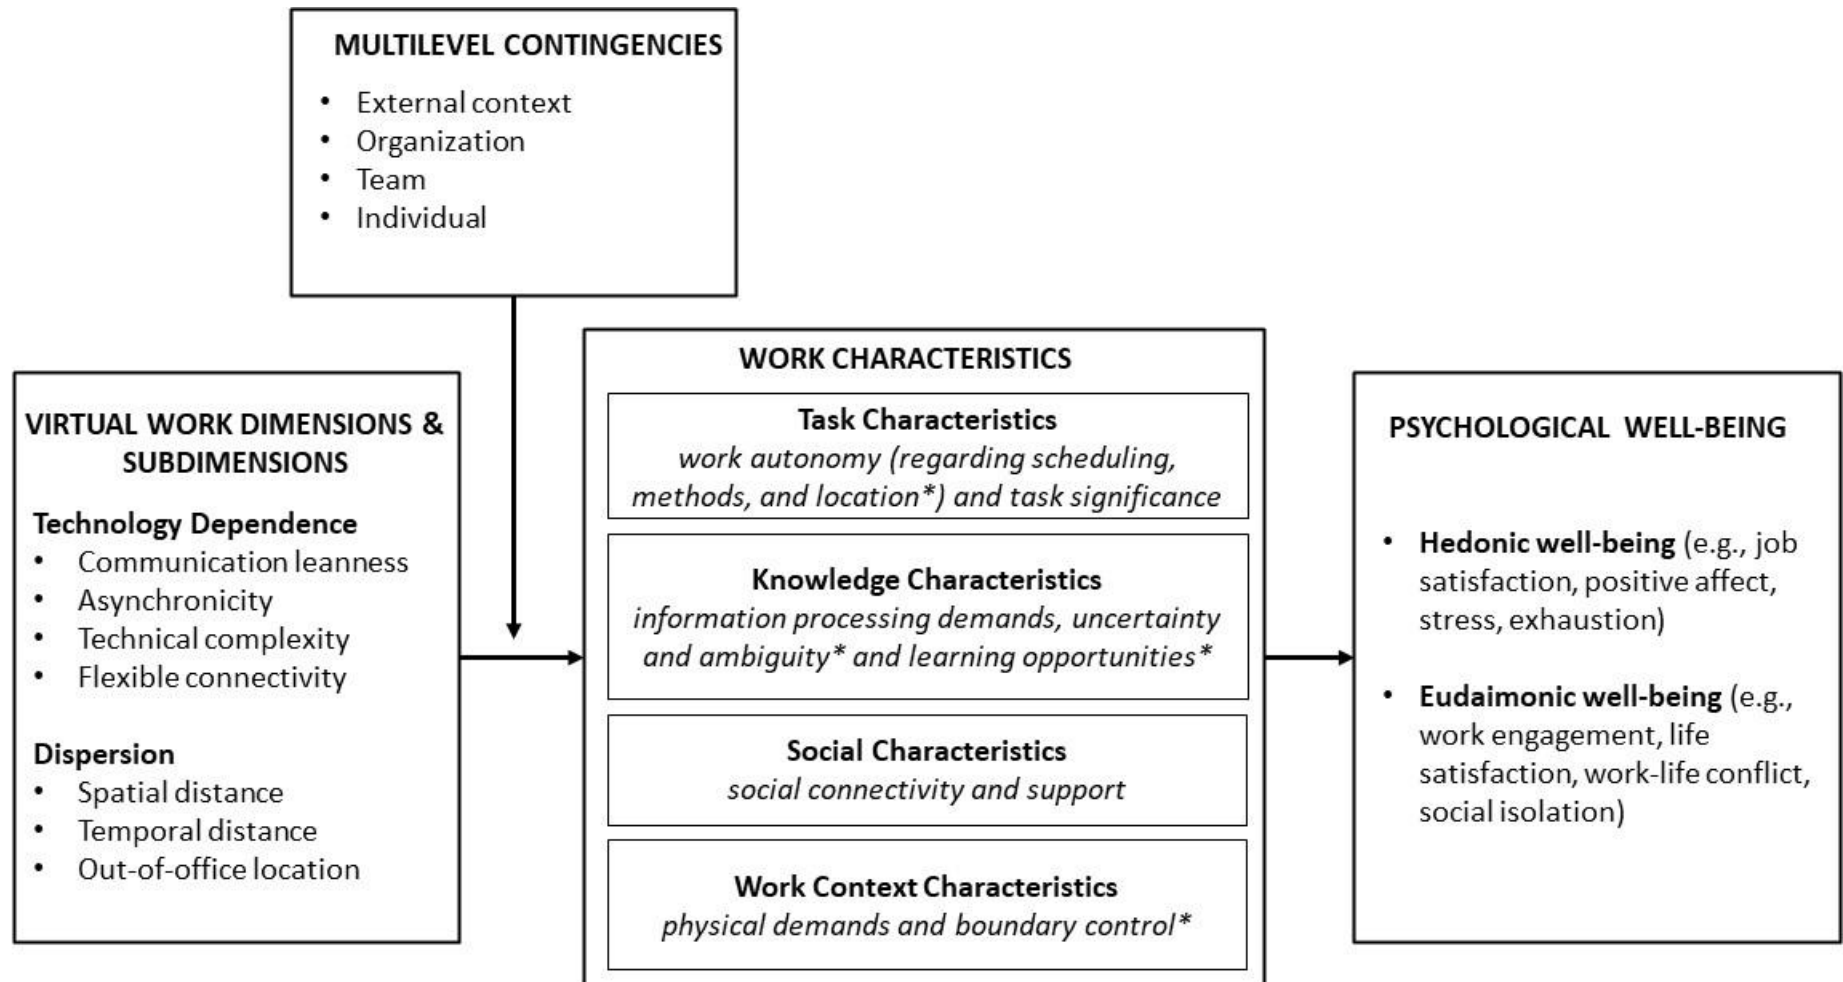 MULTILEVEL CONTINGENCIES
• External context
• Organization
• Team
• Individual
VIRTUAL WORK DIMENSIONS &
SUBDIMENSIONS
Technology Dependence
• Communication leanness
• Asynchronicity
• Technical complexity
• Flexible connectivity
Dispersion
• Spatial distance
• Temporal distance
• Out-of-office location
WORK CHARACTERISTICS
Task Characteristics
work autonomy (regarding scheduling,
methods, and location*) and task significance
Knowledge Characteristics
information processing demands, uncertainty
and ambiguity* and learning opportunities*
Social Characteristics
social connectivity and support
Work Context Characteristics
physical demands and boundary control*
PSYCHOLOGICAL WELL-BEING
• Hedonic well-being (e.g., job
satisfaction, positive affect,
stress, exhaustion)
• Eudaimonic well-being (e.g.,
work engagement, life
satisfaction, work-life conflict,
social isolation)